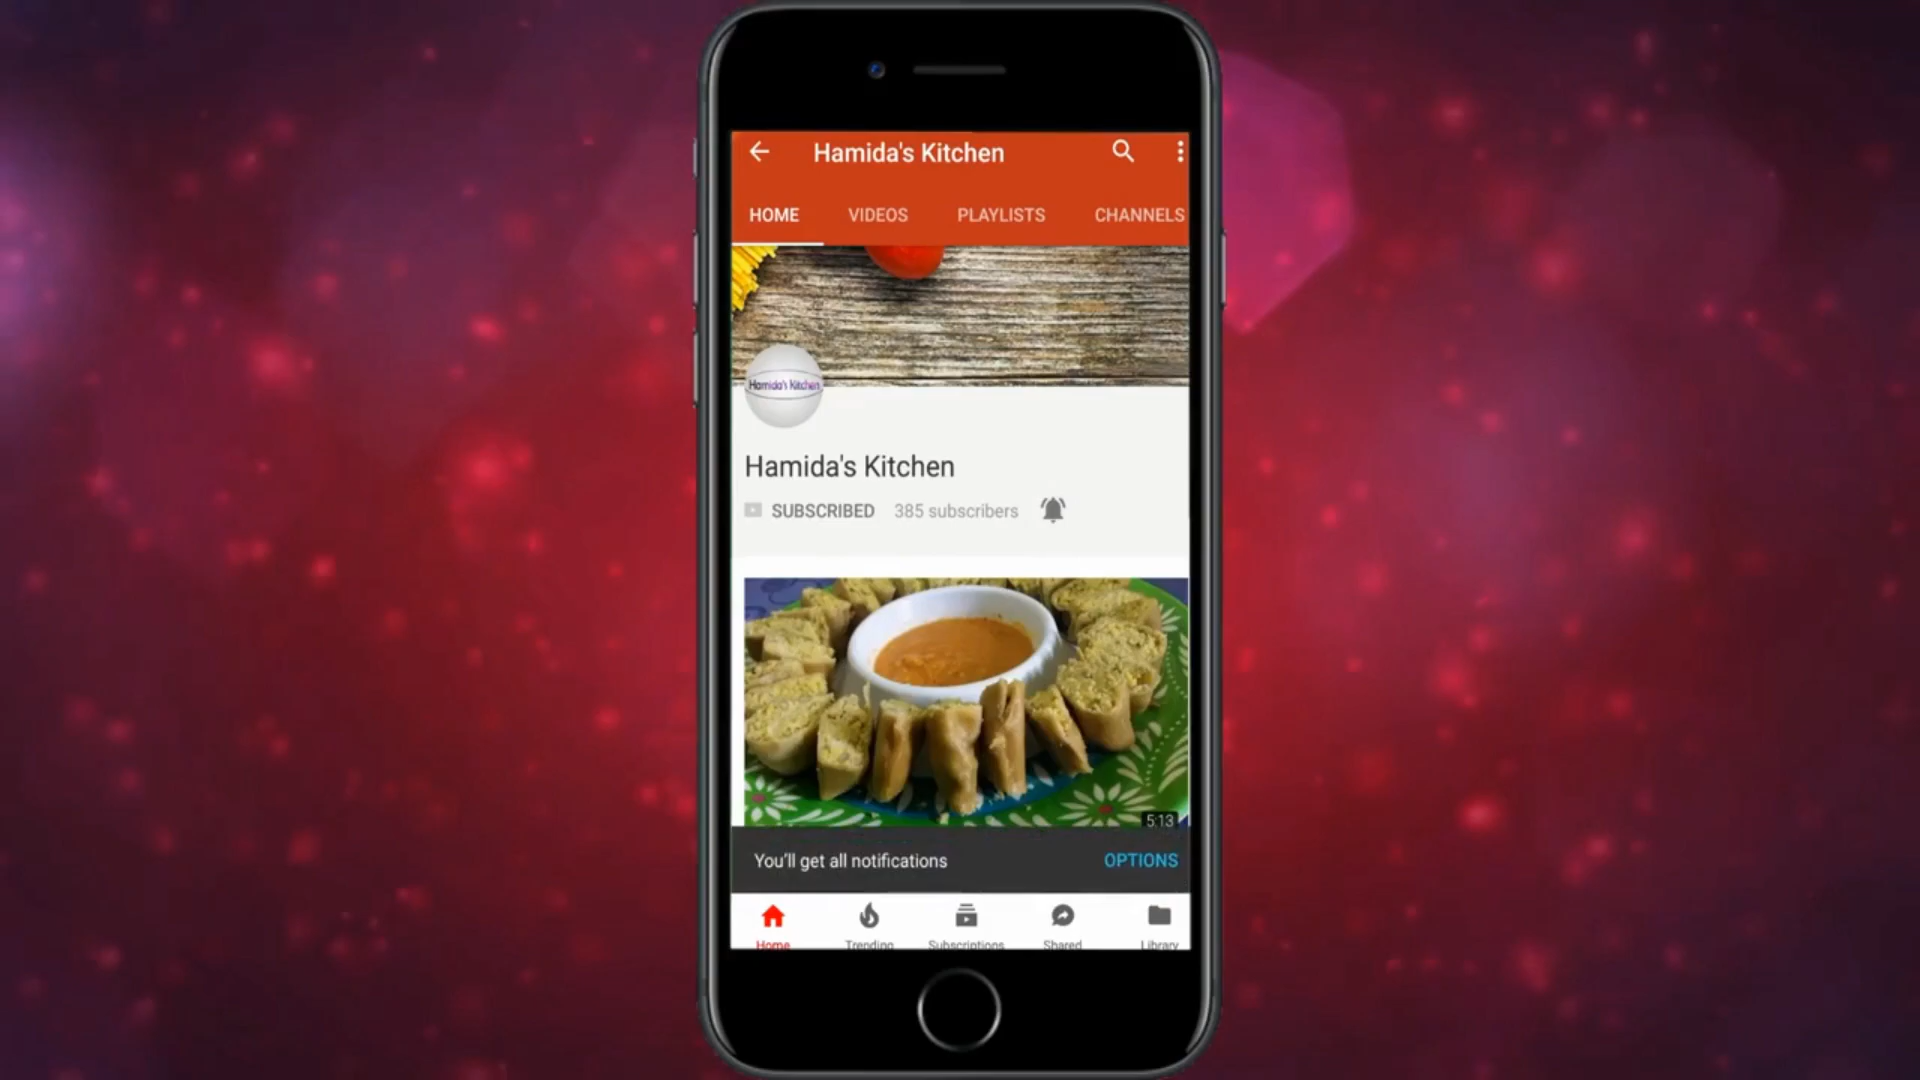 Hamida's Kitchen
HOME VIDEOS PLAYLISTS CHANNELS
Hamida's Kitchen
Hamida's Kitchen
SUBSCRIBED 385 subscribers
5:13
You'll get all notifications OPTIONS
Home Trending Subscriptions Shared Library